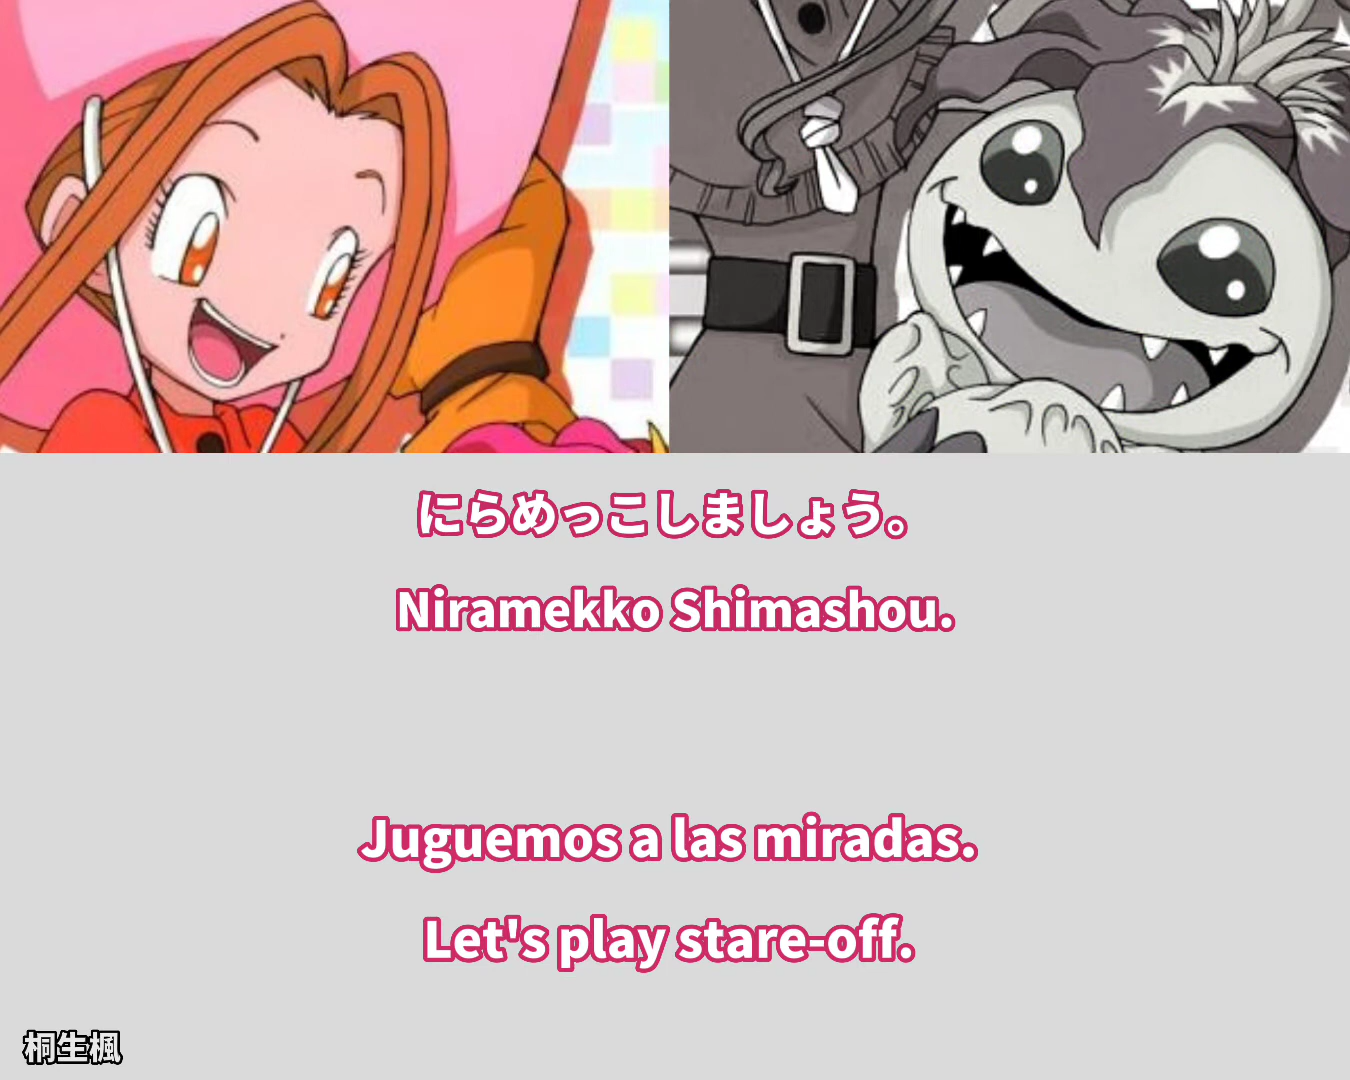 にらめっこしましょう。
Niramekko Shimashou.
Juguemos a las miradas.
Let's play stare-off.
桐生楓